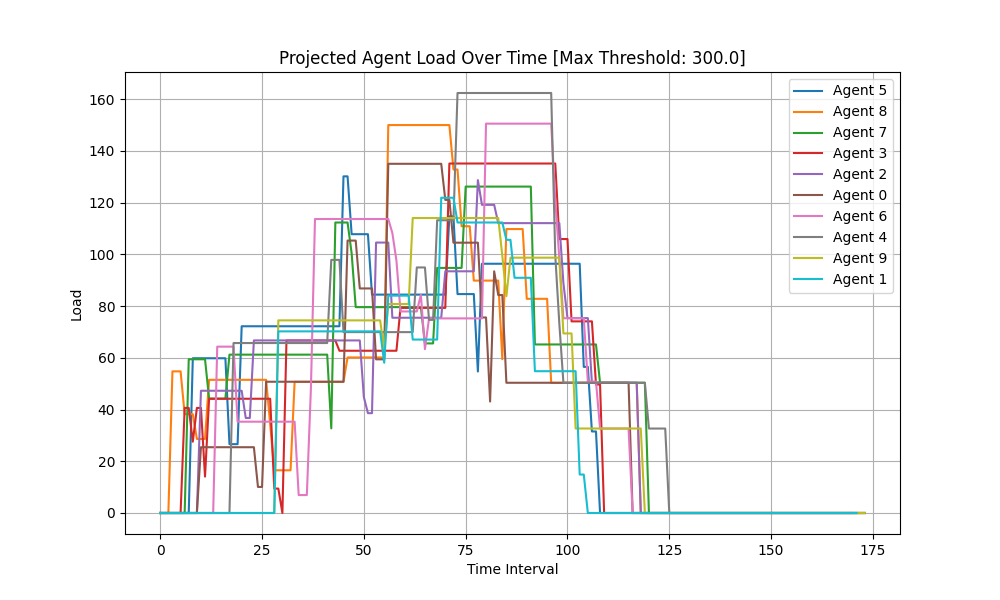 Projected Agent Load Over Time [Max Threshold: 300.0]
Load
160
140
120
100
80
60
40
20
0
0 25 50 75 100 125 150 175
Time Interval
Agent 5
Agent 8
Agent 7
Agent 3
Agent 2
Agent 0
Agent 6
Agent 4
Agent 9
Agent 1